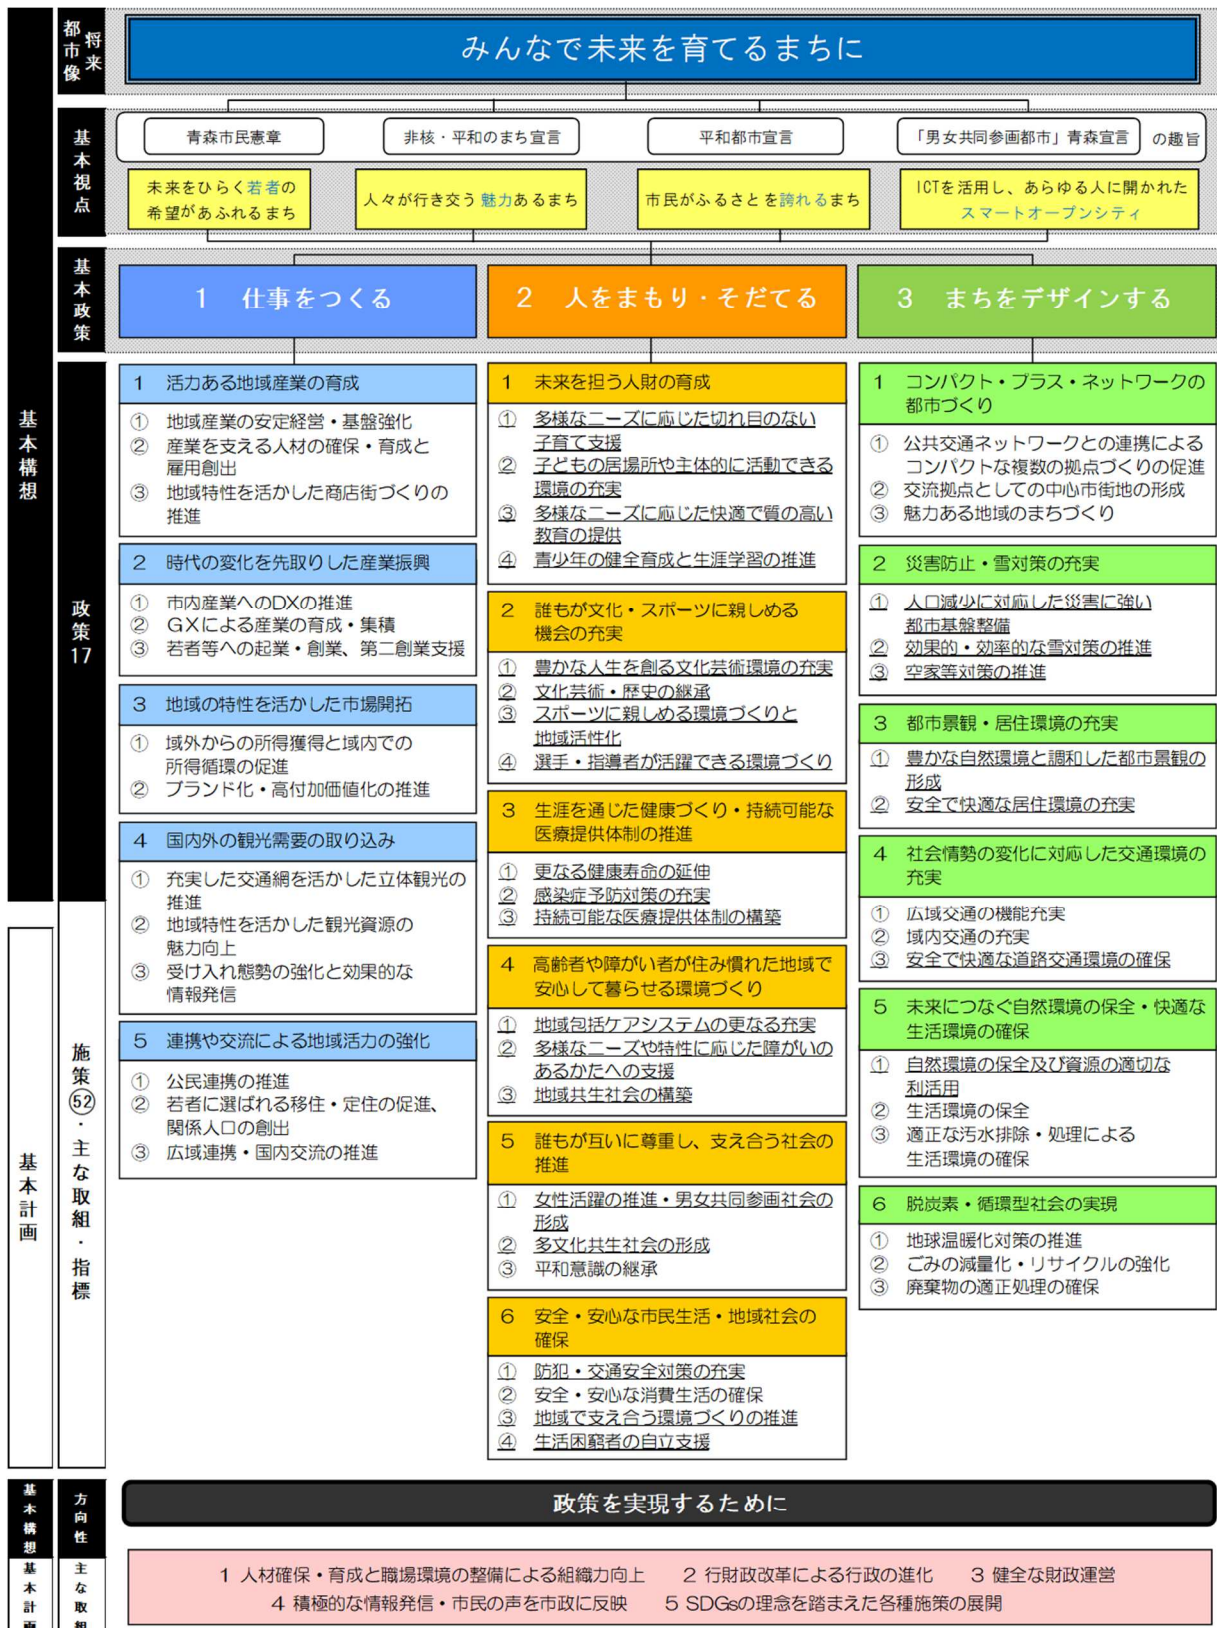 将来
都市像
みんなで未来を育てるまちに
基本視点
青森市民憲章
非核・平和のまち宣言
平和都市宣言
「男女共同参画都市」青森宣言
の趣旨
未来をひらく若者の
希望があふれるまち
人々が行き交う魅力あるまち
市民がふるさとを誇れるまち
ICTを活用し、あらゆる人に開かれた
スマートオープンシティ
基本政策
1 仕事をつくる
2 人をまもり・そだてる
3 まちをデザインする
基本構想
政策17
基本計画
施策52・主な取組・指標
1 活力ある地域産業の育成
① 地域産業の安定経営・基盤強化
② 産業を支える人材の確保・育成と
雇用創出
③ 地域特性を活かした商店街づくりの
推進
2 時代の変化を先取りした産業振興
① 市内産業へのDXの推進
② GXによる産業の育成・集積
③ 若者等への起業・創業、第二創業支援
3 地域の特性を活かした市場開拓
① 域外からの所得獲得と域内での
所得循環の促進
② ブランド化・高付加価値化の推進
4 国内外の観光需要の取り込み
① 充実した交通網を活かした立体観光の
推進
② 地域特性を活かした観光資源の
魅力向上
③ 受け入れ態勢の強化と効果的な
情報発信
5 連携や交流による地域活力の強化
① 公民連携の推進
② 若者に選ばれる移住・定住の促進、
関係人口の創出
③ 広域連携・国内交流の推進
1 未来を担う人財の育成
① 多様なニーズに応じた切れ目のない
子育て支援
② 子どもの居場所や主体的に活動できる
環境の充実
③ 多様なニーズに応じた快適で質の高い
教育の提供
④ 青少年の健全育成と生涯学習の推進
2 誰もが文化・スポーツに親しめる
機会の充実
① 豊かな人生を創る文化芸術環境の充実
② 文化芸術・歴史の継承
③ スポーツに親しめる環境づくりと
地域活性化
④ 選手・指導者が活躍できる環境づくり
3 生涯を通じた健康づくり・持続可能な
医療提供体制の推進
① 更なる健康寿命の延伸
② 感染症予防対策の充実
③ 持続可能な医療提供体制の構築
4 高齢者や障がい者が住み慣れた地域で
安心して暮らせる環境づくり
① 地域包括ケアシステムの更なる充実
② 多様なニーズや特性に応じた障がいの
あるかたへの支援
③ 地域共生社会の構築
5 誰もが互いに尊重し、支え合う社会の
推進
① 女性活躍の推進・男女共同参画社会の
形成
② 多文化共生社会の形成
③ 平和意識の継承
6 安全・安心な市民生活・地域社会の
確保
① 防犯・交通安全対策の充実
② 安全・安心な消費生活の確保
③ 地域で支え合う環境づくりの推進
④ 生活困窮者の自立支援
1 コンパクト・プラス・ネットワークの
都市づくり
① 公共交通ネットワークとの連携による
コンパクトな複数の拠点づくりの促進
② 交流拠点としての中心市街地の形成
③ 魅力ある地域のまちづくり
2 災害防止・雪対策の充実
① 人口減少に対応した災害に強い
都市基盤整備
② 効果的・効率的な雪対策の推進
③ 空家等対策の推進
3 都市景観・居住環境の充実
① 豊かな自然環境と調和した都市景観の
形成
② 安全で快適な居住環境の充実
4 社会情勢の変化に対応した交通環境の
充実
① 広域交通の機能充実
② 域内交通の充実
③ 安全で快適な道路交通環境の確保
5 未来につなぐ自然環境の保全・快適な
生活環境の確保
① 自然環境の保全及び資源の適切な
利活用
② 生活環境の保全
③ 適正な汚水排除・処理による
生活環境の確保
6 脱炭素・循環型社会の実現
① 地球温暖化対策の推進
② ごみの減量化・リサイクルの強化
③ 廃棄物の適正処理の確保
基本構想
方向性
政策を実現するために
基本計画
主な取組
1 人材確保・育成と職場環境の整備による組織力向上 2 行財政改革による行政の進化 3 健全な財政運営
4 積極的な情報発信・市民の声を市政に反映 5 SDGsの理念を踏まえた各種施策の展開